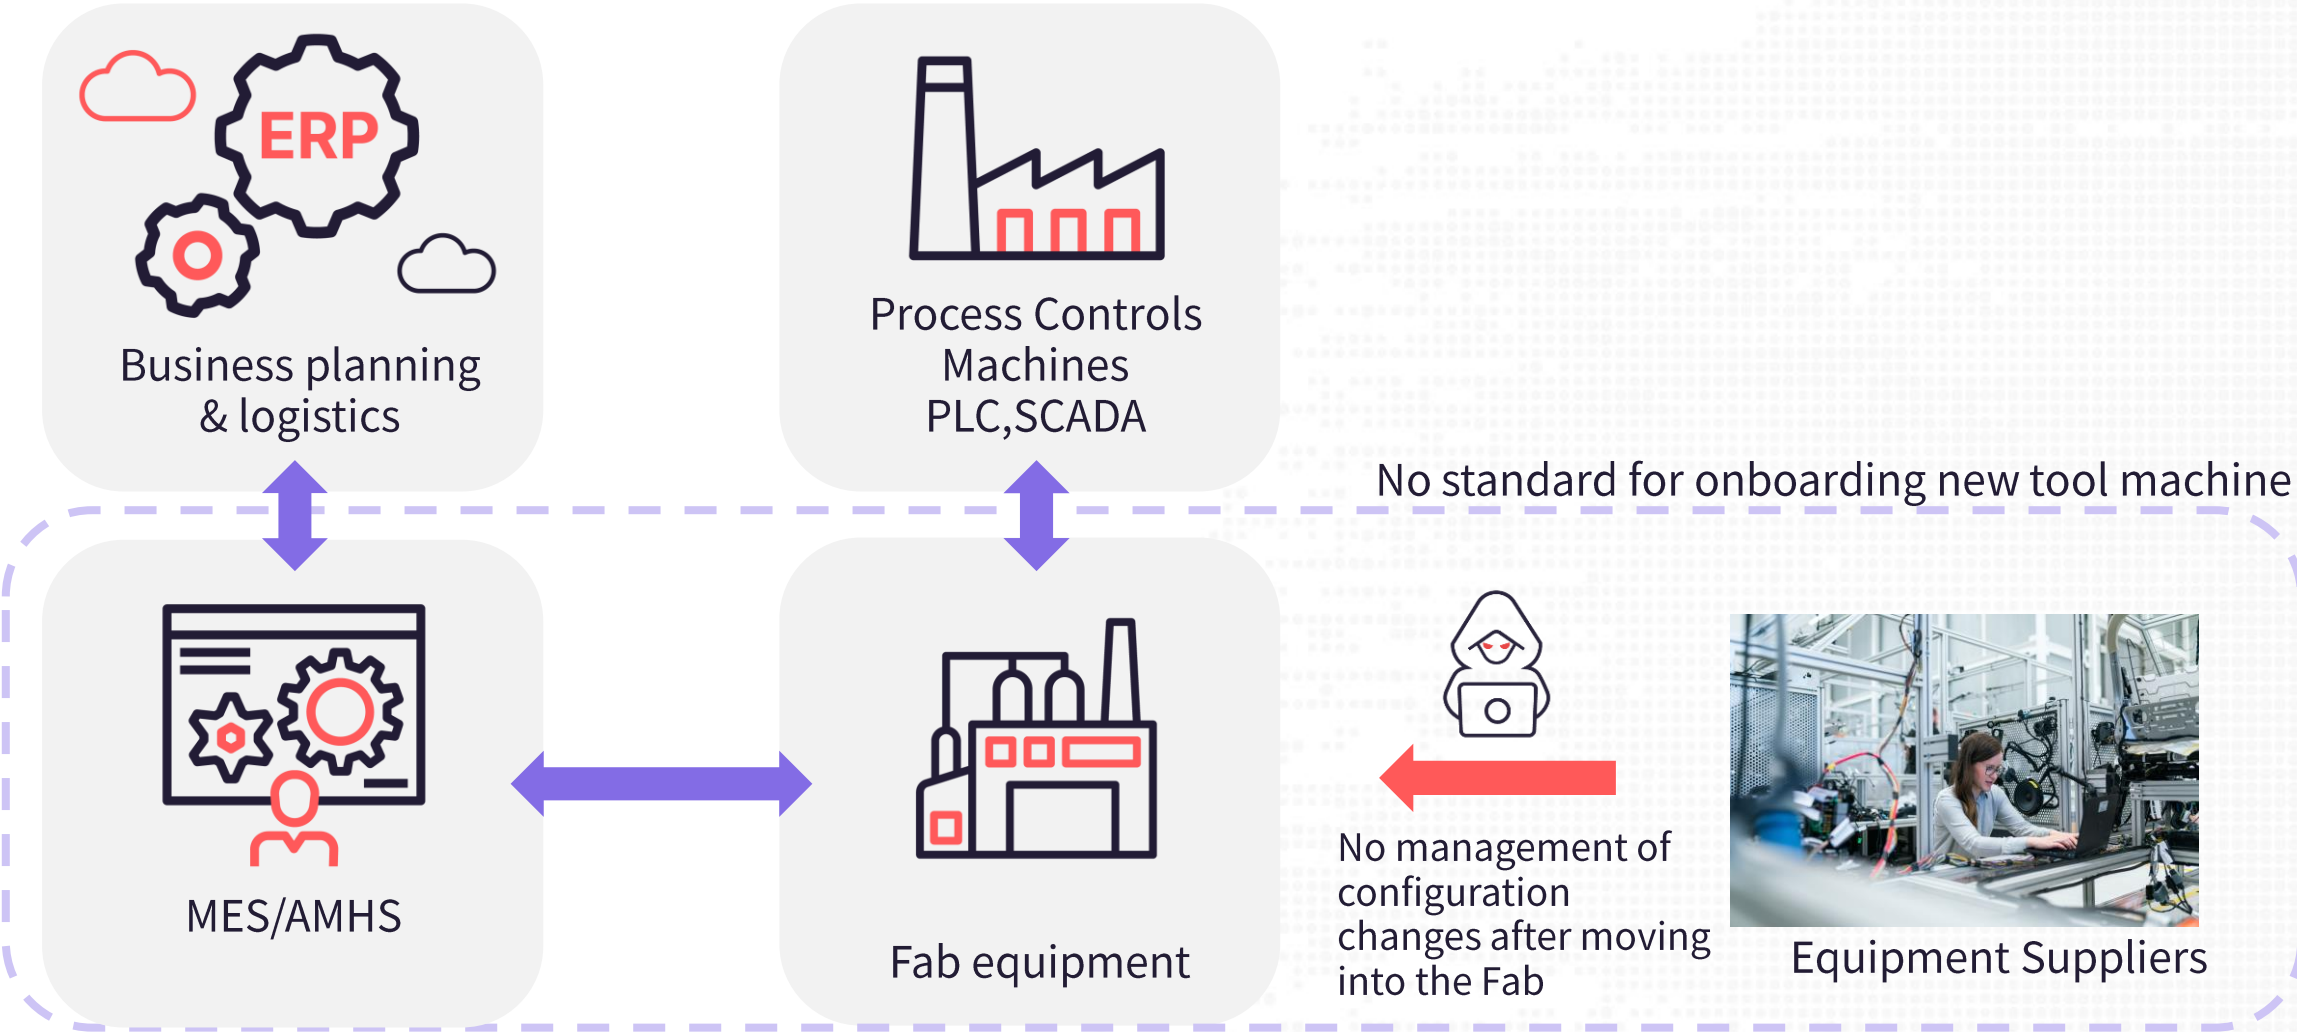 ERP
Business planning
& logistics
Process Controls
Machines
PLC,SCADA
No standard for onboarding new tool machine
MES/AMHS
Fab equipment
No management of
configuration
changes after moving
into the Fab
Equipment Suppliers